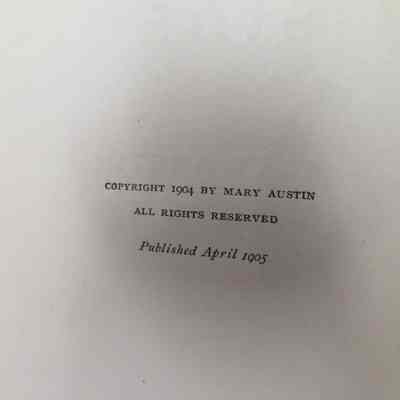 COPYRIGHT 1904 BY MARY AUSTIN
ALL RIGHTS RESERVED
Published April 1905